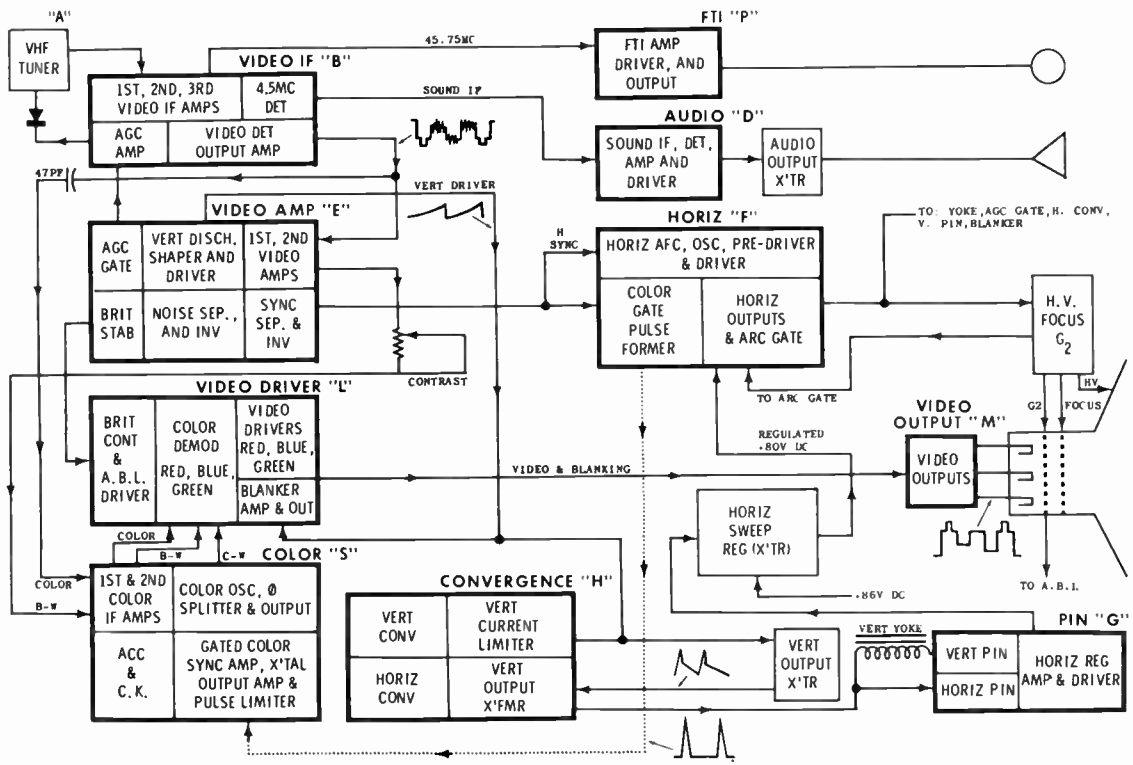 "A"
VHF
TUNER
VIDEO IF "B"
1ST, 2ND, 3RD
VIDEO IF AMPS
4.5MC
DET
AGC
AMP
VIDEO DET
OUTPUT AMP
45.75MC
SOUND IF
FTI "P"
FTI AMP
DRIVER, AND
OUTPUT
AUDIO "D"
SOUND IF, DET,
AMP AND
DRIVER
AUDIO
OUTPUT
X'TR
47PF
VERT DRIVER
VIDEO AMP "E"
AGC
GATE
VERT DISCH,
SHAPER AND
DRIVER
1ST, 2ND
VIDEO
AMPS
BRIT
STAB
NOISE SEP.,
AND INV
SYNC
SEP. &
INV
H
SYNC
HORIZ "F"
HORIZ AFC, OSC, PRE-DRIVER
& DRIVER
COLOR
GATE
PULSE
FORMER
HORIZ
OUTPUTS
& ARC GATE
TO: YOKE, AGC GATE, H. CONV,
V. PIN, BLANKER
H.V.
FOCUS
G2
HV
G2
FOCUS
TO ARC GATE
CONTRAST
VIDEO DRIVER "L"
BRIT
CONT
&
A.B.L.
DRIVER
COLOR
DEMOD
RED, BLUE,
GREEN
VIDEO
DRIVERS
RED, BLUE,
GREEN
BLANKER
AMP & OUT
VIDEO & BLANKING
REGULATED
+80V DC
VIDEO
OUTPUT "M"
VIDEO
OUTPUTS
HORIZ
SWEEP
REG (X'TR)
+86V DC
TO A.B.L
COLOR
B-W
C-W
COLOR "S"
COLOR
B-W
1ST & 2ND
COLOR
IF AMPS
COLOR OSC, Ø
SPLITTER & OUTPUT
ACC
&
C.K.
GATED COLOR
SYNC AMP, X'TAL
OUTPUT AMP &
PULSE LIMITER
CONVERGENCE "H"
VERT
CONV
VERT
CURRENT
LIMITER
HORIZ
CONV
VERT
OUTPUT
X'FMR
VERT
OUTPUT
X'TR
VERT YOKE
PIN "G"
VERT PIN
HORIZ PIN
HORIZ REG
AMP & DRIVER